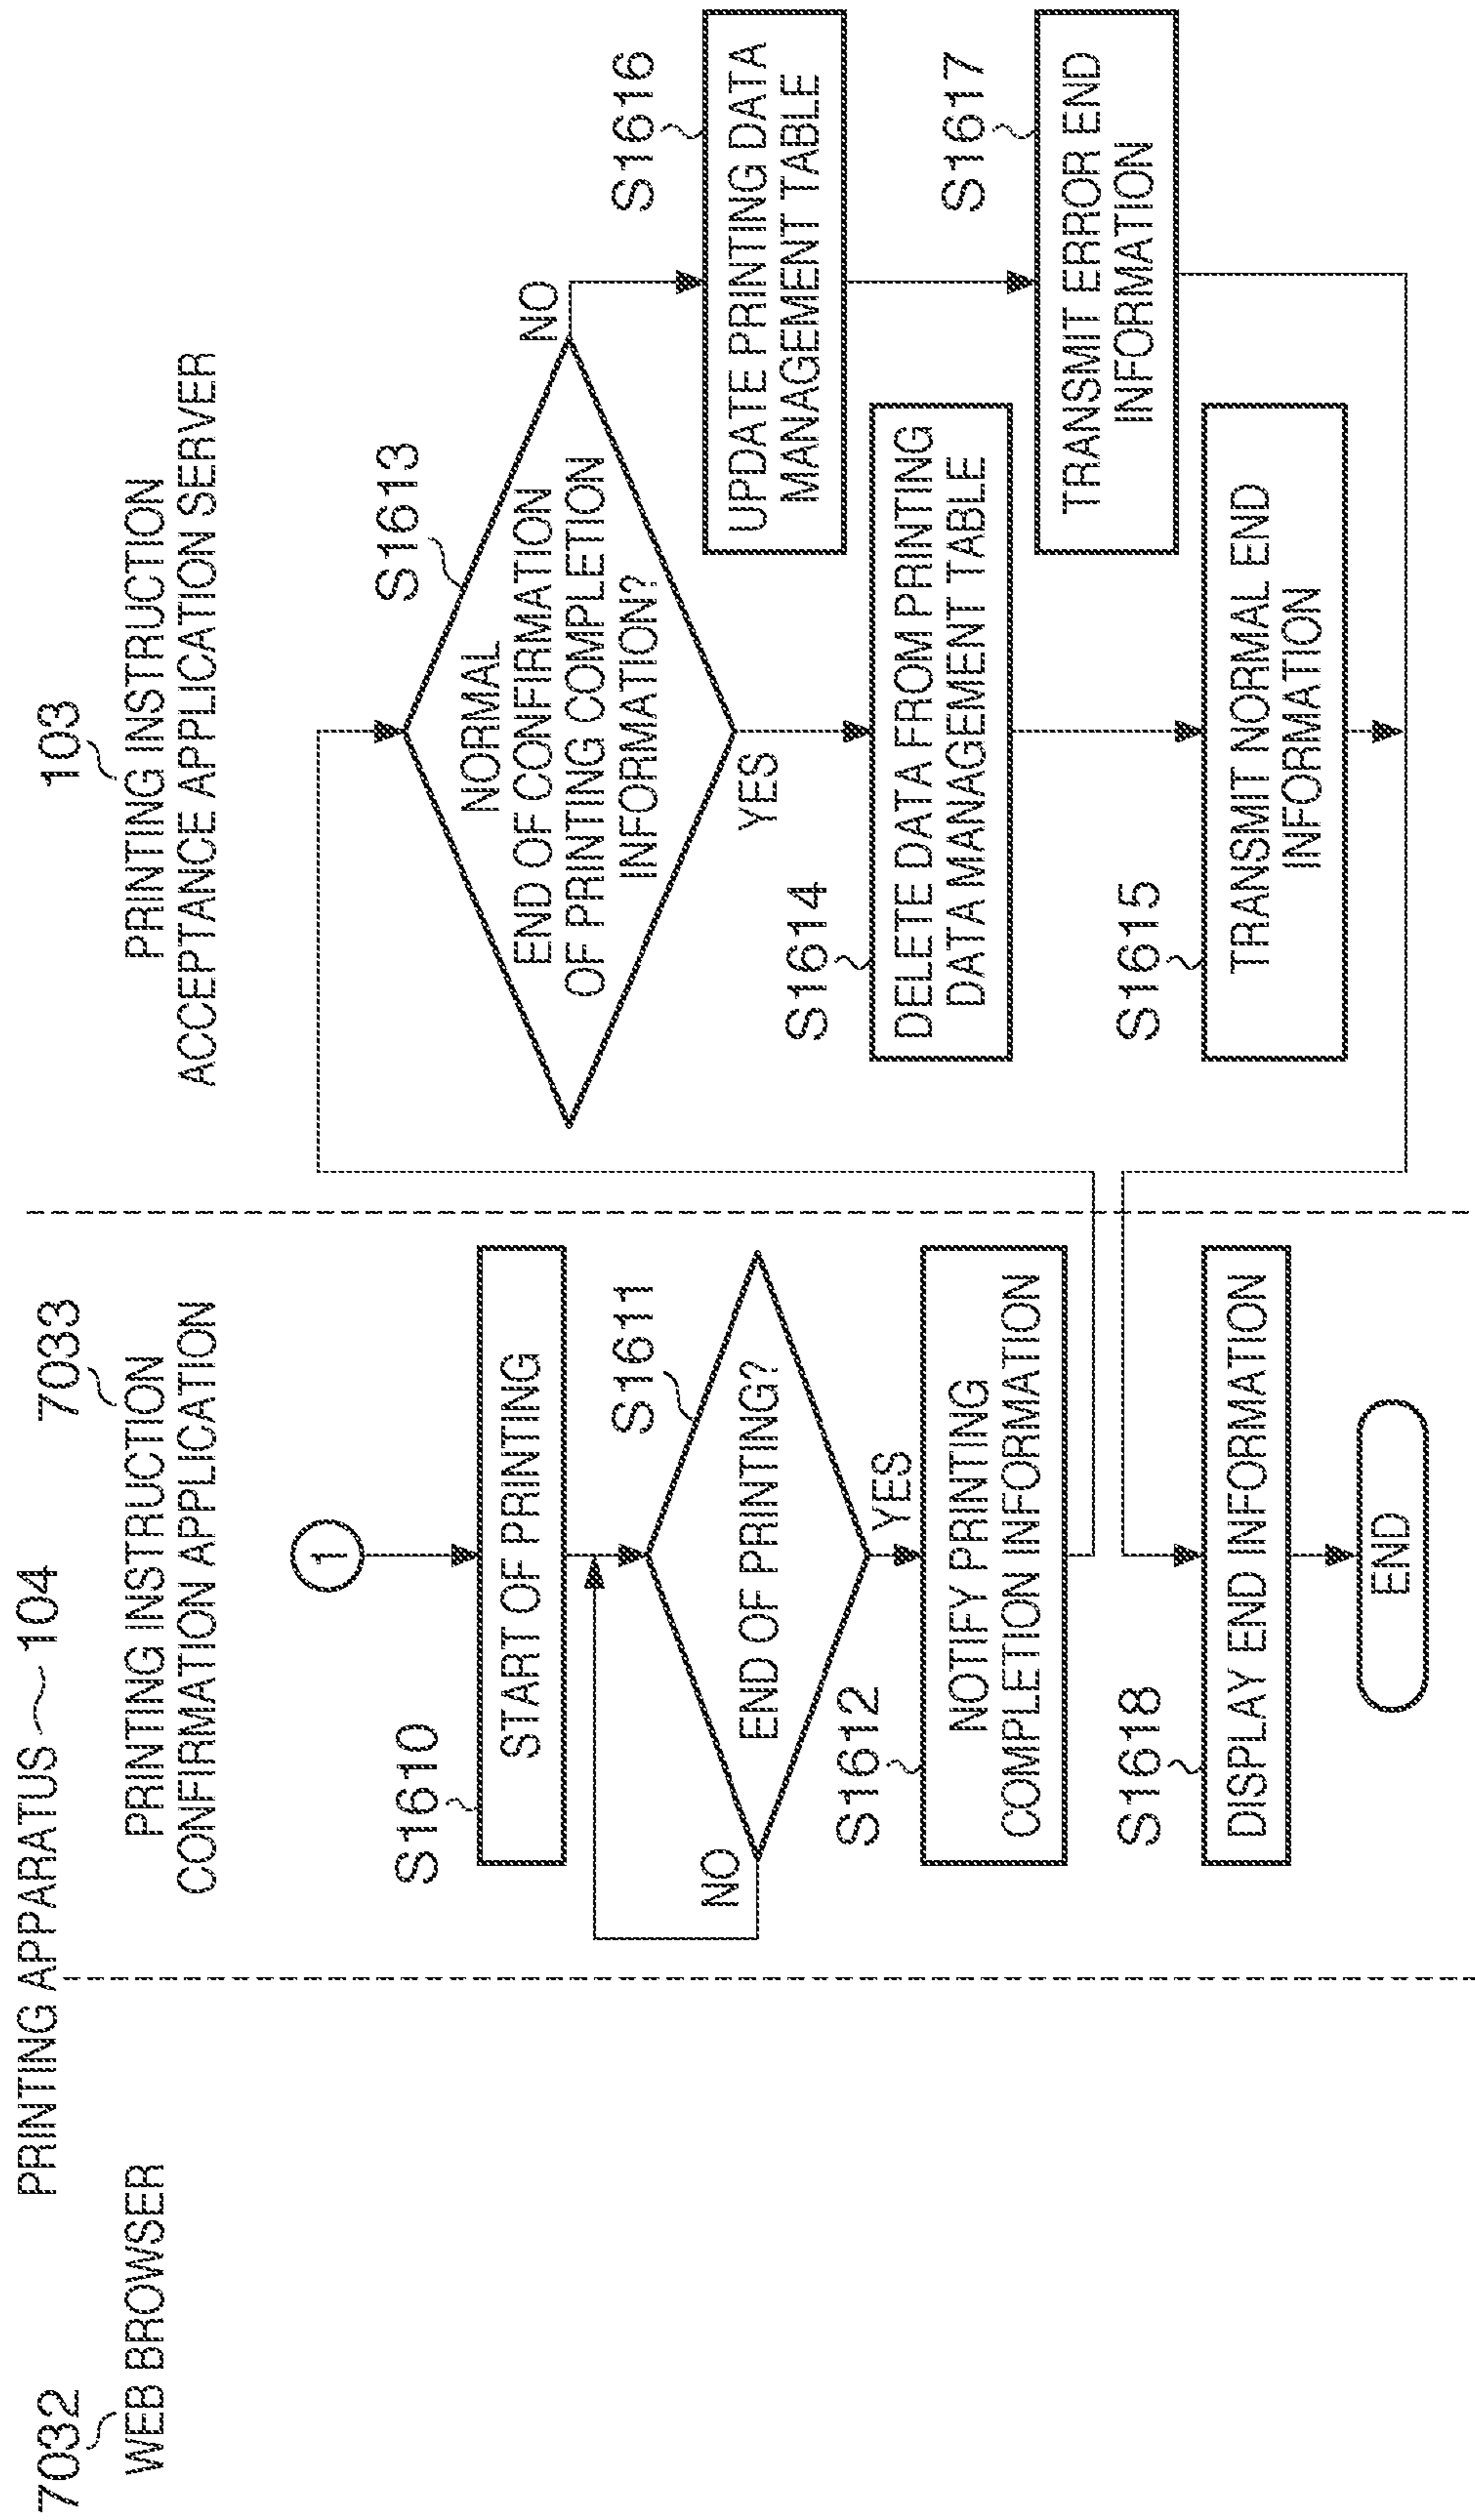 PRINTING APPARATUS 104
7032
WEB BROWSER
7033
PRINTING INSTRUCTION
CONFIRMATION APPLICATION
103
PRINTING INSTRUCTION
ACCEPTANCE APPLICATION SERVER
1
S1610
START OF PRINTING
S1611
END OF PRINTING?
NO
YES
S1612
NOTIFY PRINTING
COMPLETION INFORMATION
S1613
NORMAL
END OF CONFIRMATION
OF PRINTING COMPLETION
INFORMATION?
NO
YES
S1614
DELETE DATA FROM PRINTING
DATA MANAGEMENT TABLE
S1615
TRANSMIT NORMAL END
INFORMATION
S1616
UPDATE PRINTING DATA
MANAGEMENT TABLE
S1617
TRANSMIT ERROR END
INFORMATION
S1618
DISPLAY END INFORMATION
END